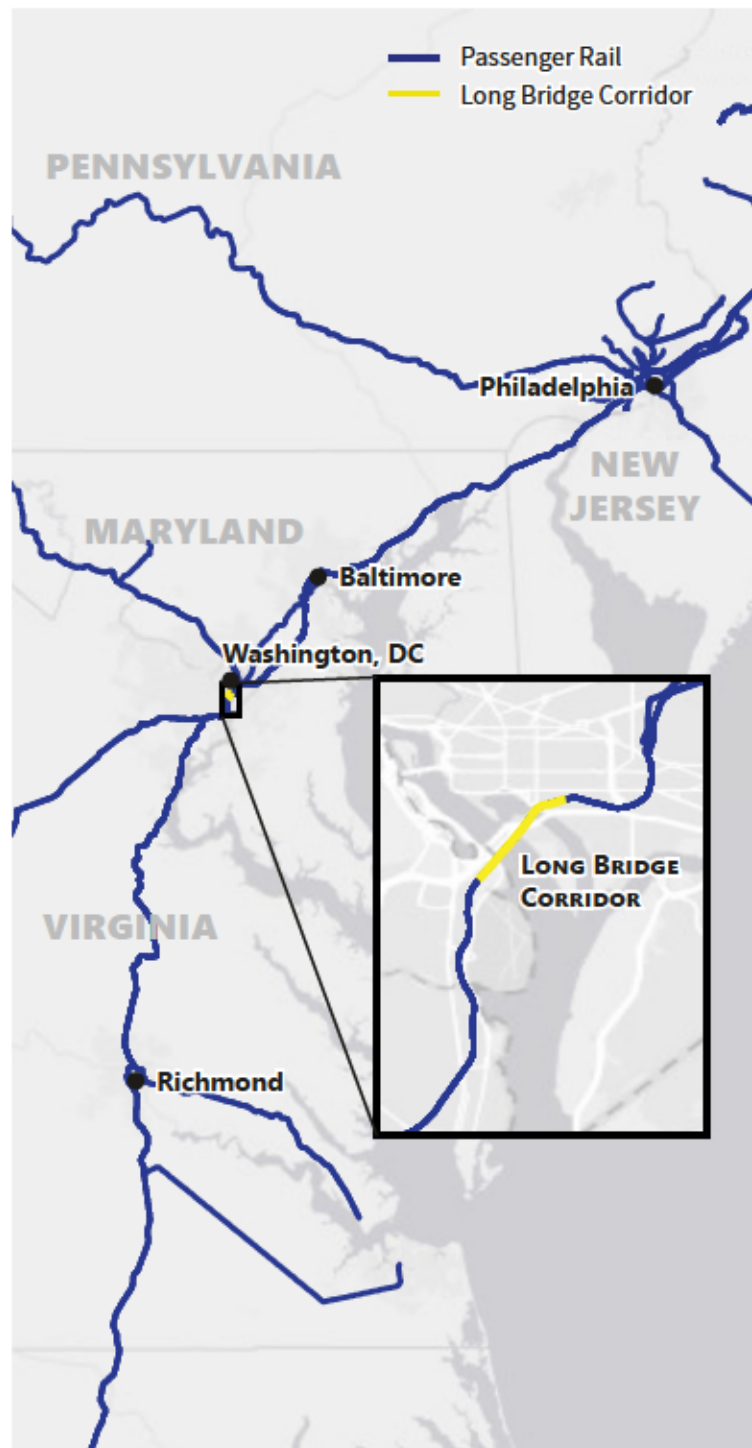 Passenger Rail
Long Bridge Corridor
PENNSYLVANIA
Philadelphia
NEW
JERSEY
MARYLAND
Baltimore
Washington, DC
LONG BRIDGE
CORRIDOR
VIRGINIA
Richmond